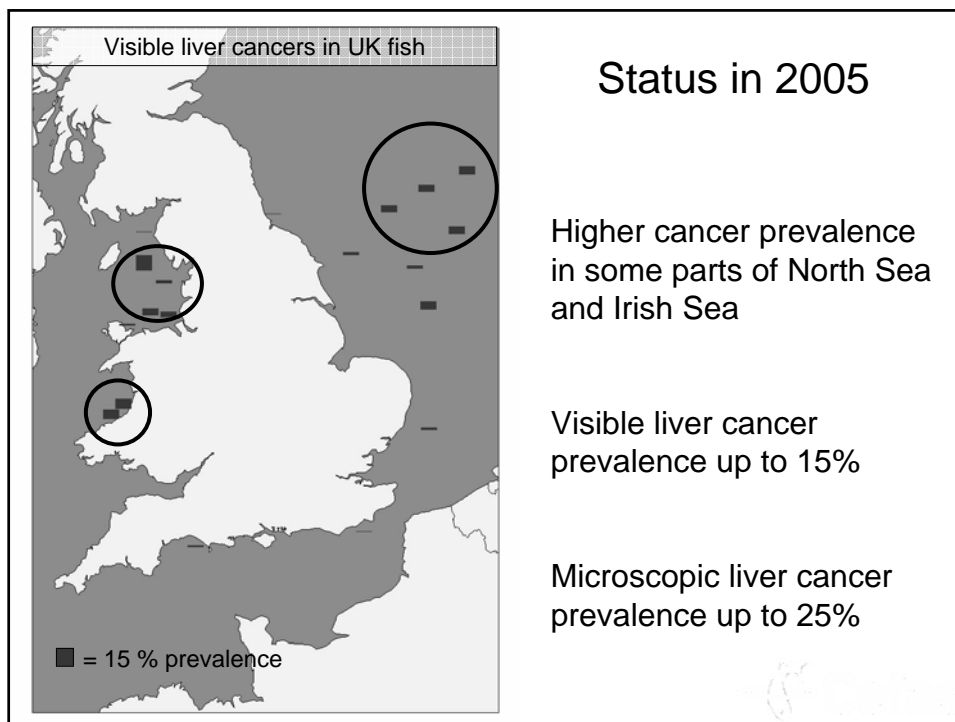 Visible liver cancers in UK fish
= 15 % prevalence
Status in 2005
Higher cancer prevalence
in some parts of North Sea
and Irish Sea
Visible liver cancer
prevalence up to 15%
Microscopic liver cancer
prevalence up to 25%